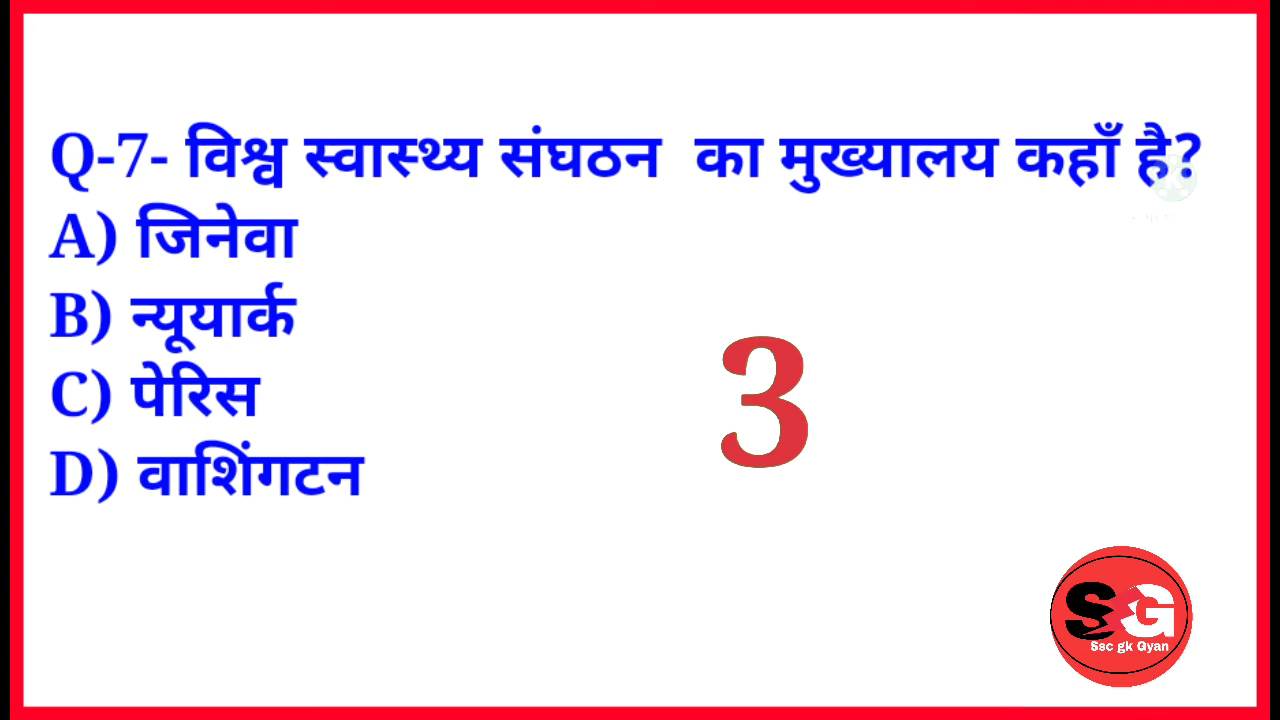 Q-7- विश्व स्वास्थ्य संघठन का मुख्यालय कहाँ है?
A) जिनेवा
B) न्यूयार्क
C) पेरिस
D) वाशिंगटन
3
SG
Ssc gk Gyan